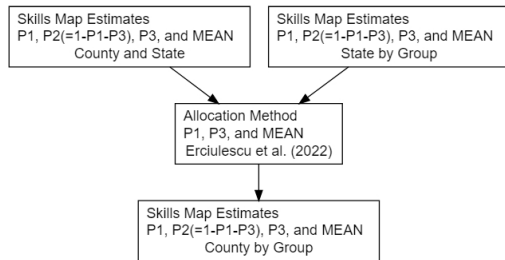 Skills Map Estimates
P1, P2(=1-P1-P3), P3, and MEAN
County and State
Skills Map Estimates
P1, P2(=1-P1-P3), P3, and MEAN
State by Group
Allocation Method
P1, P3, and MEAN
Erciulescu et al. (2022)
Skills Map Estimates
P1, P2(=1-P1-P3), P3, and MEAN
County by Group